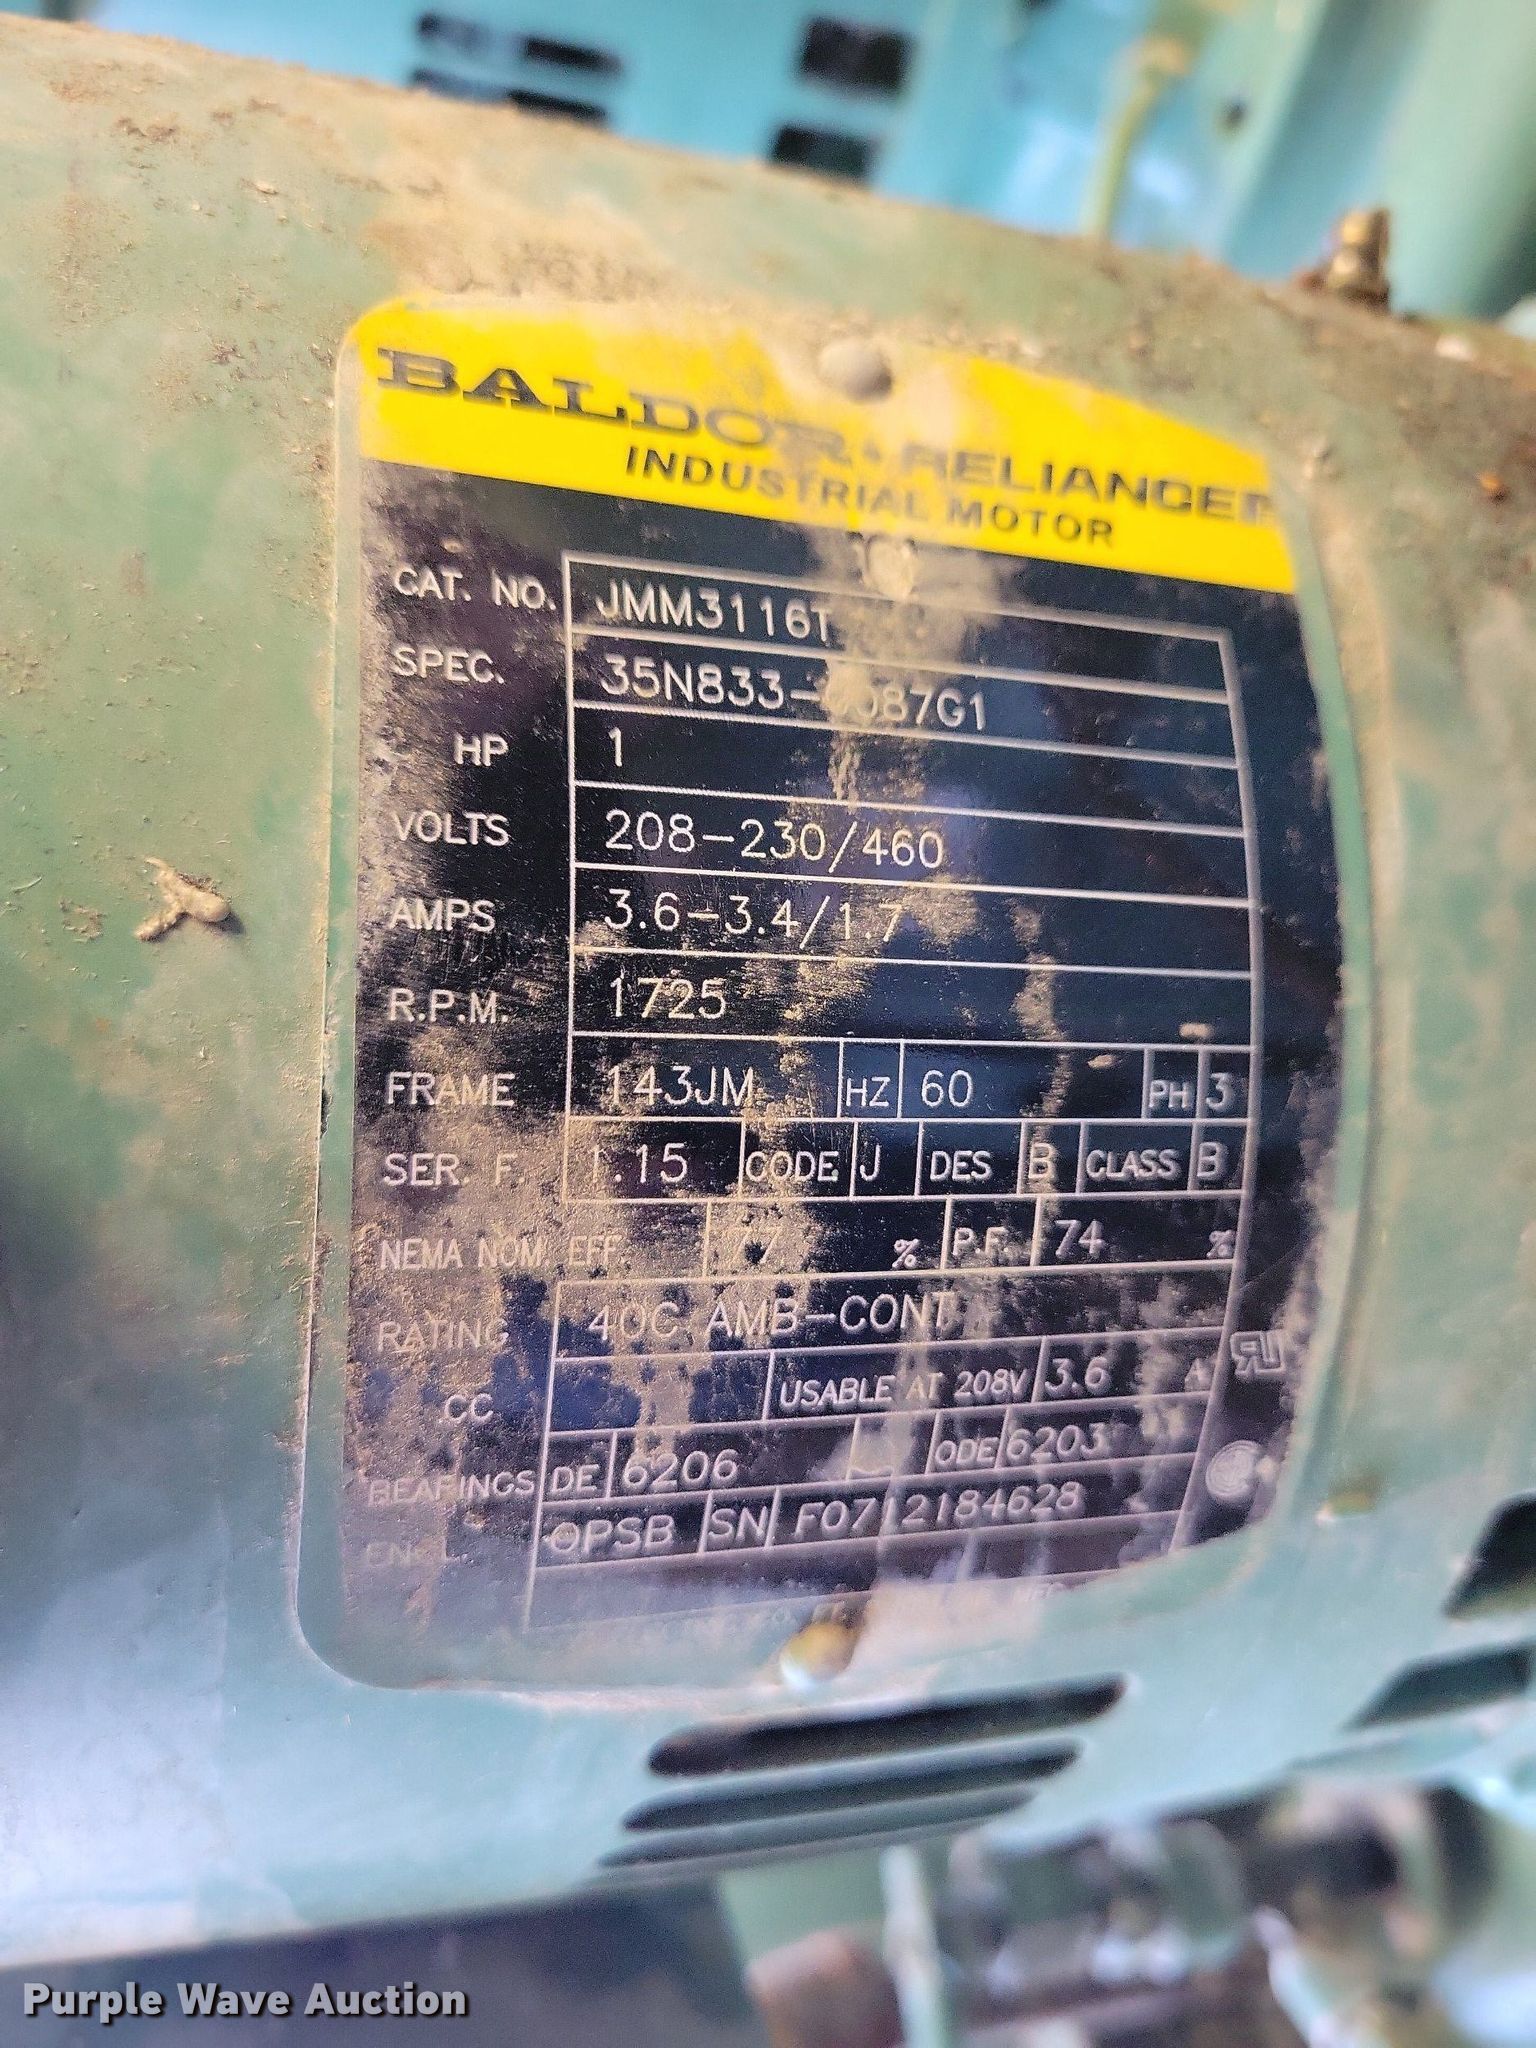 BALDOR • RELIANCER
INDUSTRIAL MOTOR
CAT. NO. JMM3116T
SPEC. 35N833-
HP 1
VOLTS 208-230/460
AMPS 3.6-3.4/1.7
R.P.M. 1725
FRAME 143JM HZ 60 PH 3
SER. F. 1.15 CODE J DES B CLASS B
NEMA NOM. EFF. 77 % P.F. 74 %
RATING 40C AMB-CONT
CC USABLE AT 208V 3.6 A
BEARINGS DE 6206 ODE 6203
ENCL. OPSB SN F0712184628
Purple Wave Auction